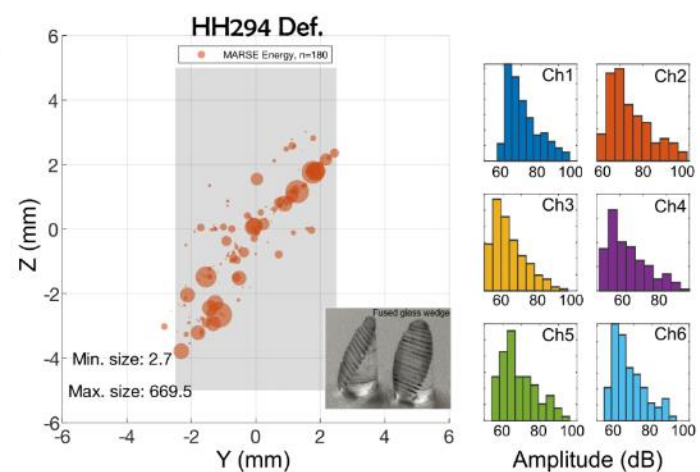 HH294 Def.
MARSE Energy, n=180
6
4
2
0
-2
-4
-6
Z (mm)
Min. size: 2.7
Max. size: 669.5
Fused glass wedge
-6 -4 -2 0 2 4 6
Y (mm)
Ch1
60 80 100
Ch2
60 80 100
Ch3
60 80 100
Ch4
60 80
Ch5
60 80 100
Ch6
60 80 100
Amplitude (dB)